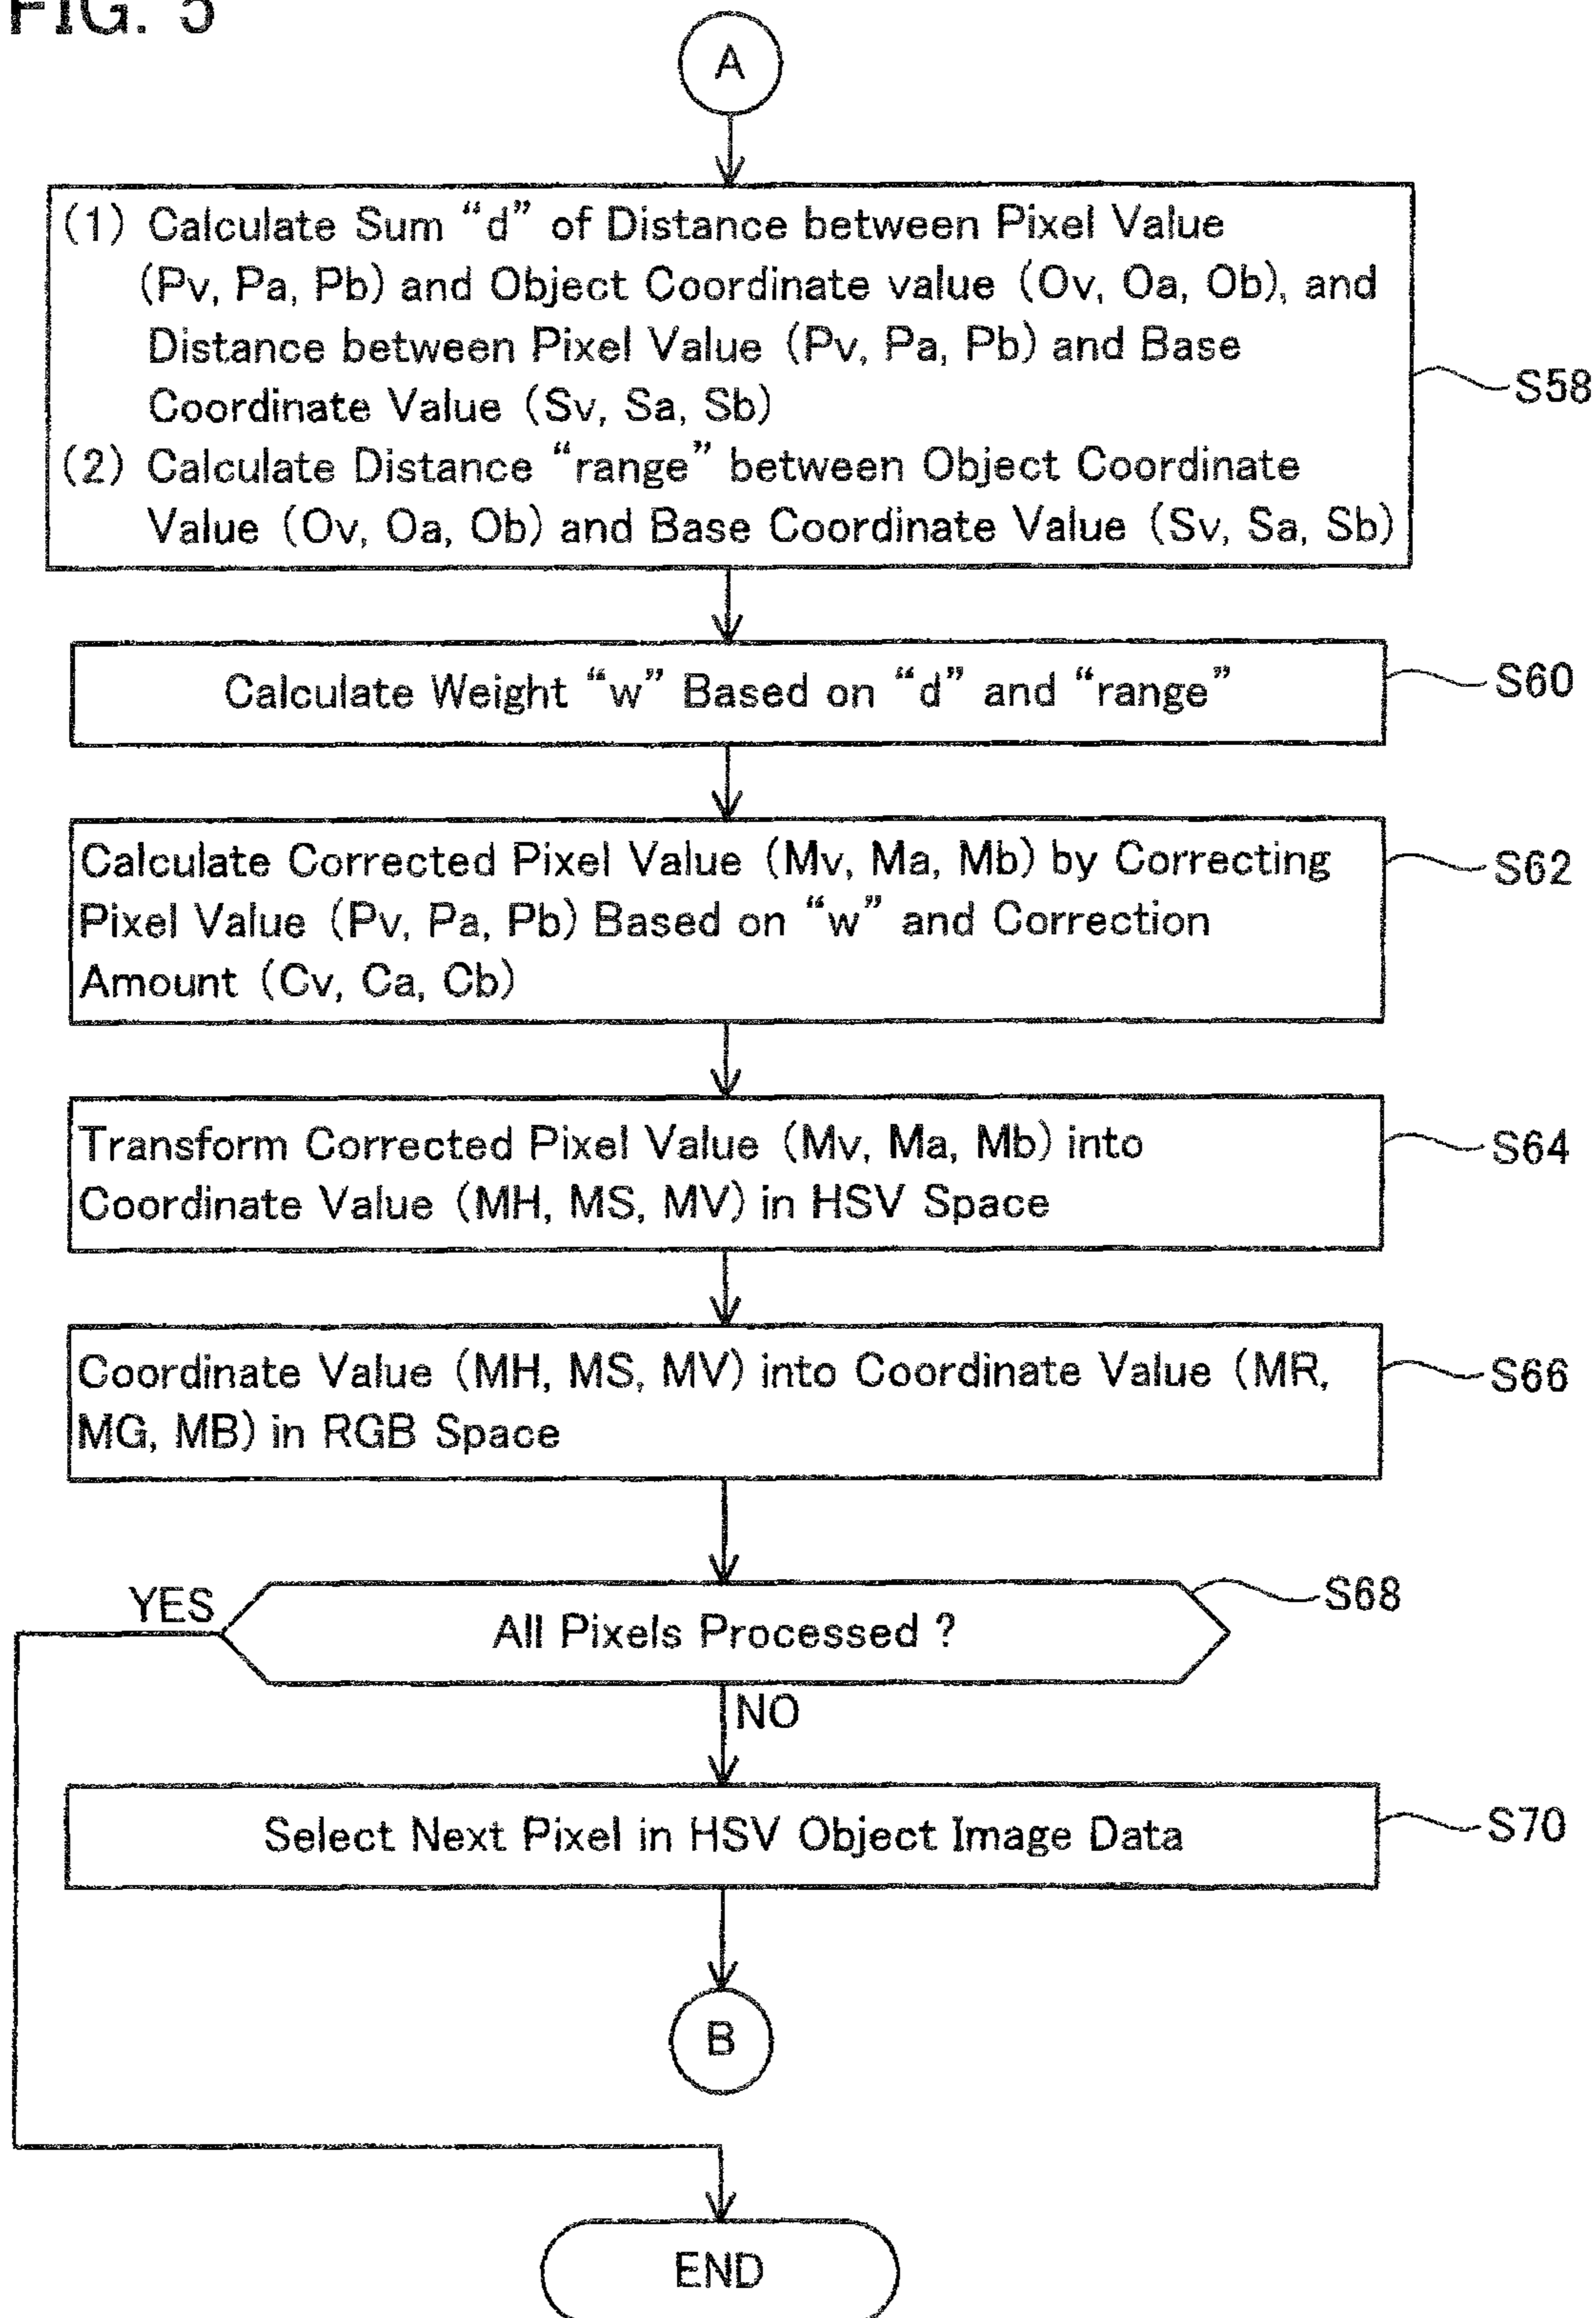 FIG. 5
A
(1) Calculate Sum “d” of Distance between Pixel Value
(Pv, Pa, Pb) and Object Coordinate value (Ov, Oa, Ob), and
Distance between Pixel Value (Pv, Pa, Pb) and Base
Coordinate Value (Sv, Sa, Sb)
(2) Calculate Distance “range” between Object Coordinate
Value (Ov, Oa, Ob) and Base Coordinate Value (Sv, Sa, Sb)
S58
Calculate Weight “w” Based on “d” and “range”
S60
Calculate Corrected Pixel Value (Mv, Ma, Mb) by Correcting
Pixel Value (Pv, Pa, Pb) Based on “w” and Correction
Amount (Cv, Ca, Cb)
S62
Transform Corrected Pixel Value (Mv, Ma, Mb) into
Coordinate Value (MH, MS, MV) in HSV Space
S64
Coordinate Value (MH, MS, MV) into Coordinate Value (MR,
MG, MB) in RGB Space
S66
YES
All Pixels Processed ?
S68
NO
Select Next Pixel in HSV Object Image Data
S70
B
END